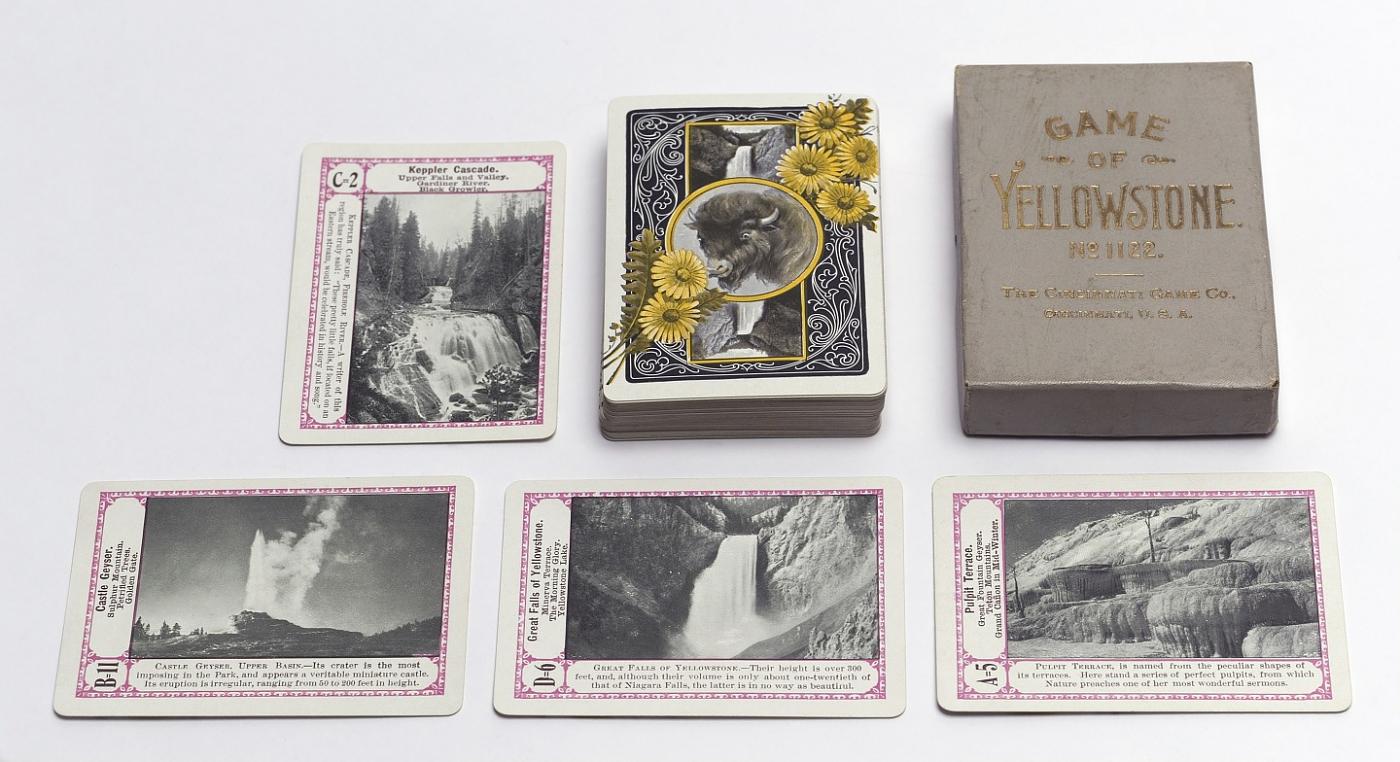 C=2
Keppler Cascade.
Upper Falls and Valley.
Gardiner River.
Black Growler.
Keppler Cascade, Firehole River.—A writer of this
region has truly said: "These pretty little falls, if located on an
Eastern stream, would be celebrated in history and song."
GAME
OF
YELLOWSTONE.
No 1122.
The Cincinnati Game Co.,
Cincinnati, U. S. A.
B=11
Castle Geyser.
Sulphur Mountain.
Petrified Trees.
Golden Gate.
Castle Geyser, Upper Basin.—Its crater is the most
imposing in the Park, and appears a veritable miniature castle.
Its eruption is irregular, ranging from 50 to 200 feet in height.
D=6
Great Falls of Yellowstone.
Minerva Terrace.
The Morning Glory.
Yellowstone Lake.
Great Falls of Yellowstone.—Their height is over 300
feet, and, although their volume is only about one-twentieth of
that of Niagara Falls, the latter is in no way as beautiful.
A=5
Pulpit Terrace.
Great Fountain Geyser.
Teton Mountains.
Grand Cañon in Mid-Winter.
Pulpit Terrace, is named from the peculiar shapes of
its terraces. Here stand a series of perfect pulpits, from which
Nature preaches one of her most wonderful sermons.